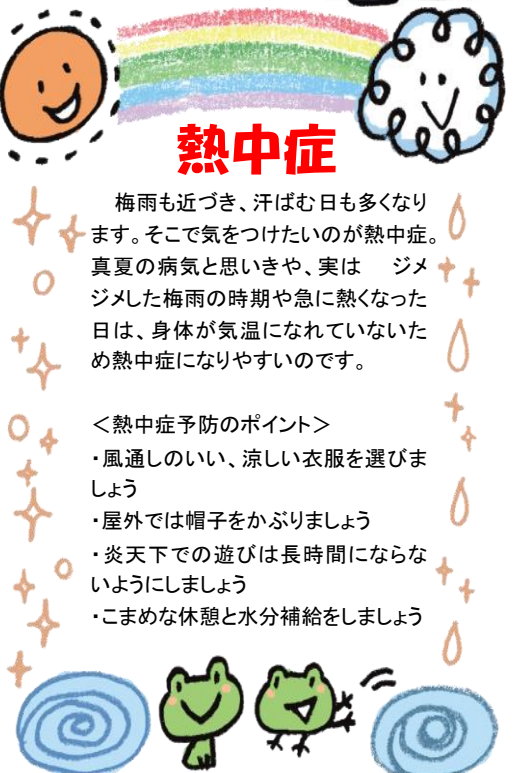 熱中症
梅雨も近づき、汗ばむ日も多くなり
ます。そこで気をつけたいのが熱中症。
真夏の病気と思いきや、実は　ジメ
ジメした梅雨の時期や急に熱くなった
日は、身体が気温になれていないた
め熱中症になりやすいのです。
＜熱中症予防のポイント＞
・風通しのいい、涼しい衣服を選びま
しょう
・屋外では帽子をかぶりましょう
・炎天下での遊びは長時間にならな
いようにしましょう
・こまめな休憩と水分補給をしましょう